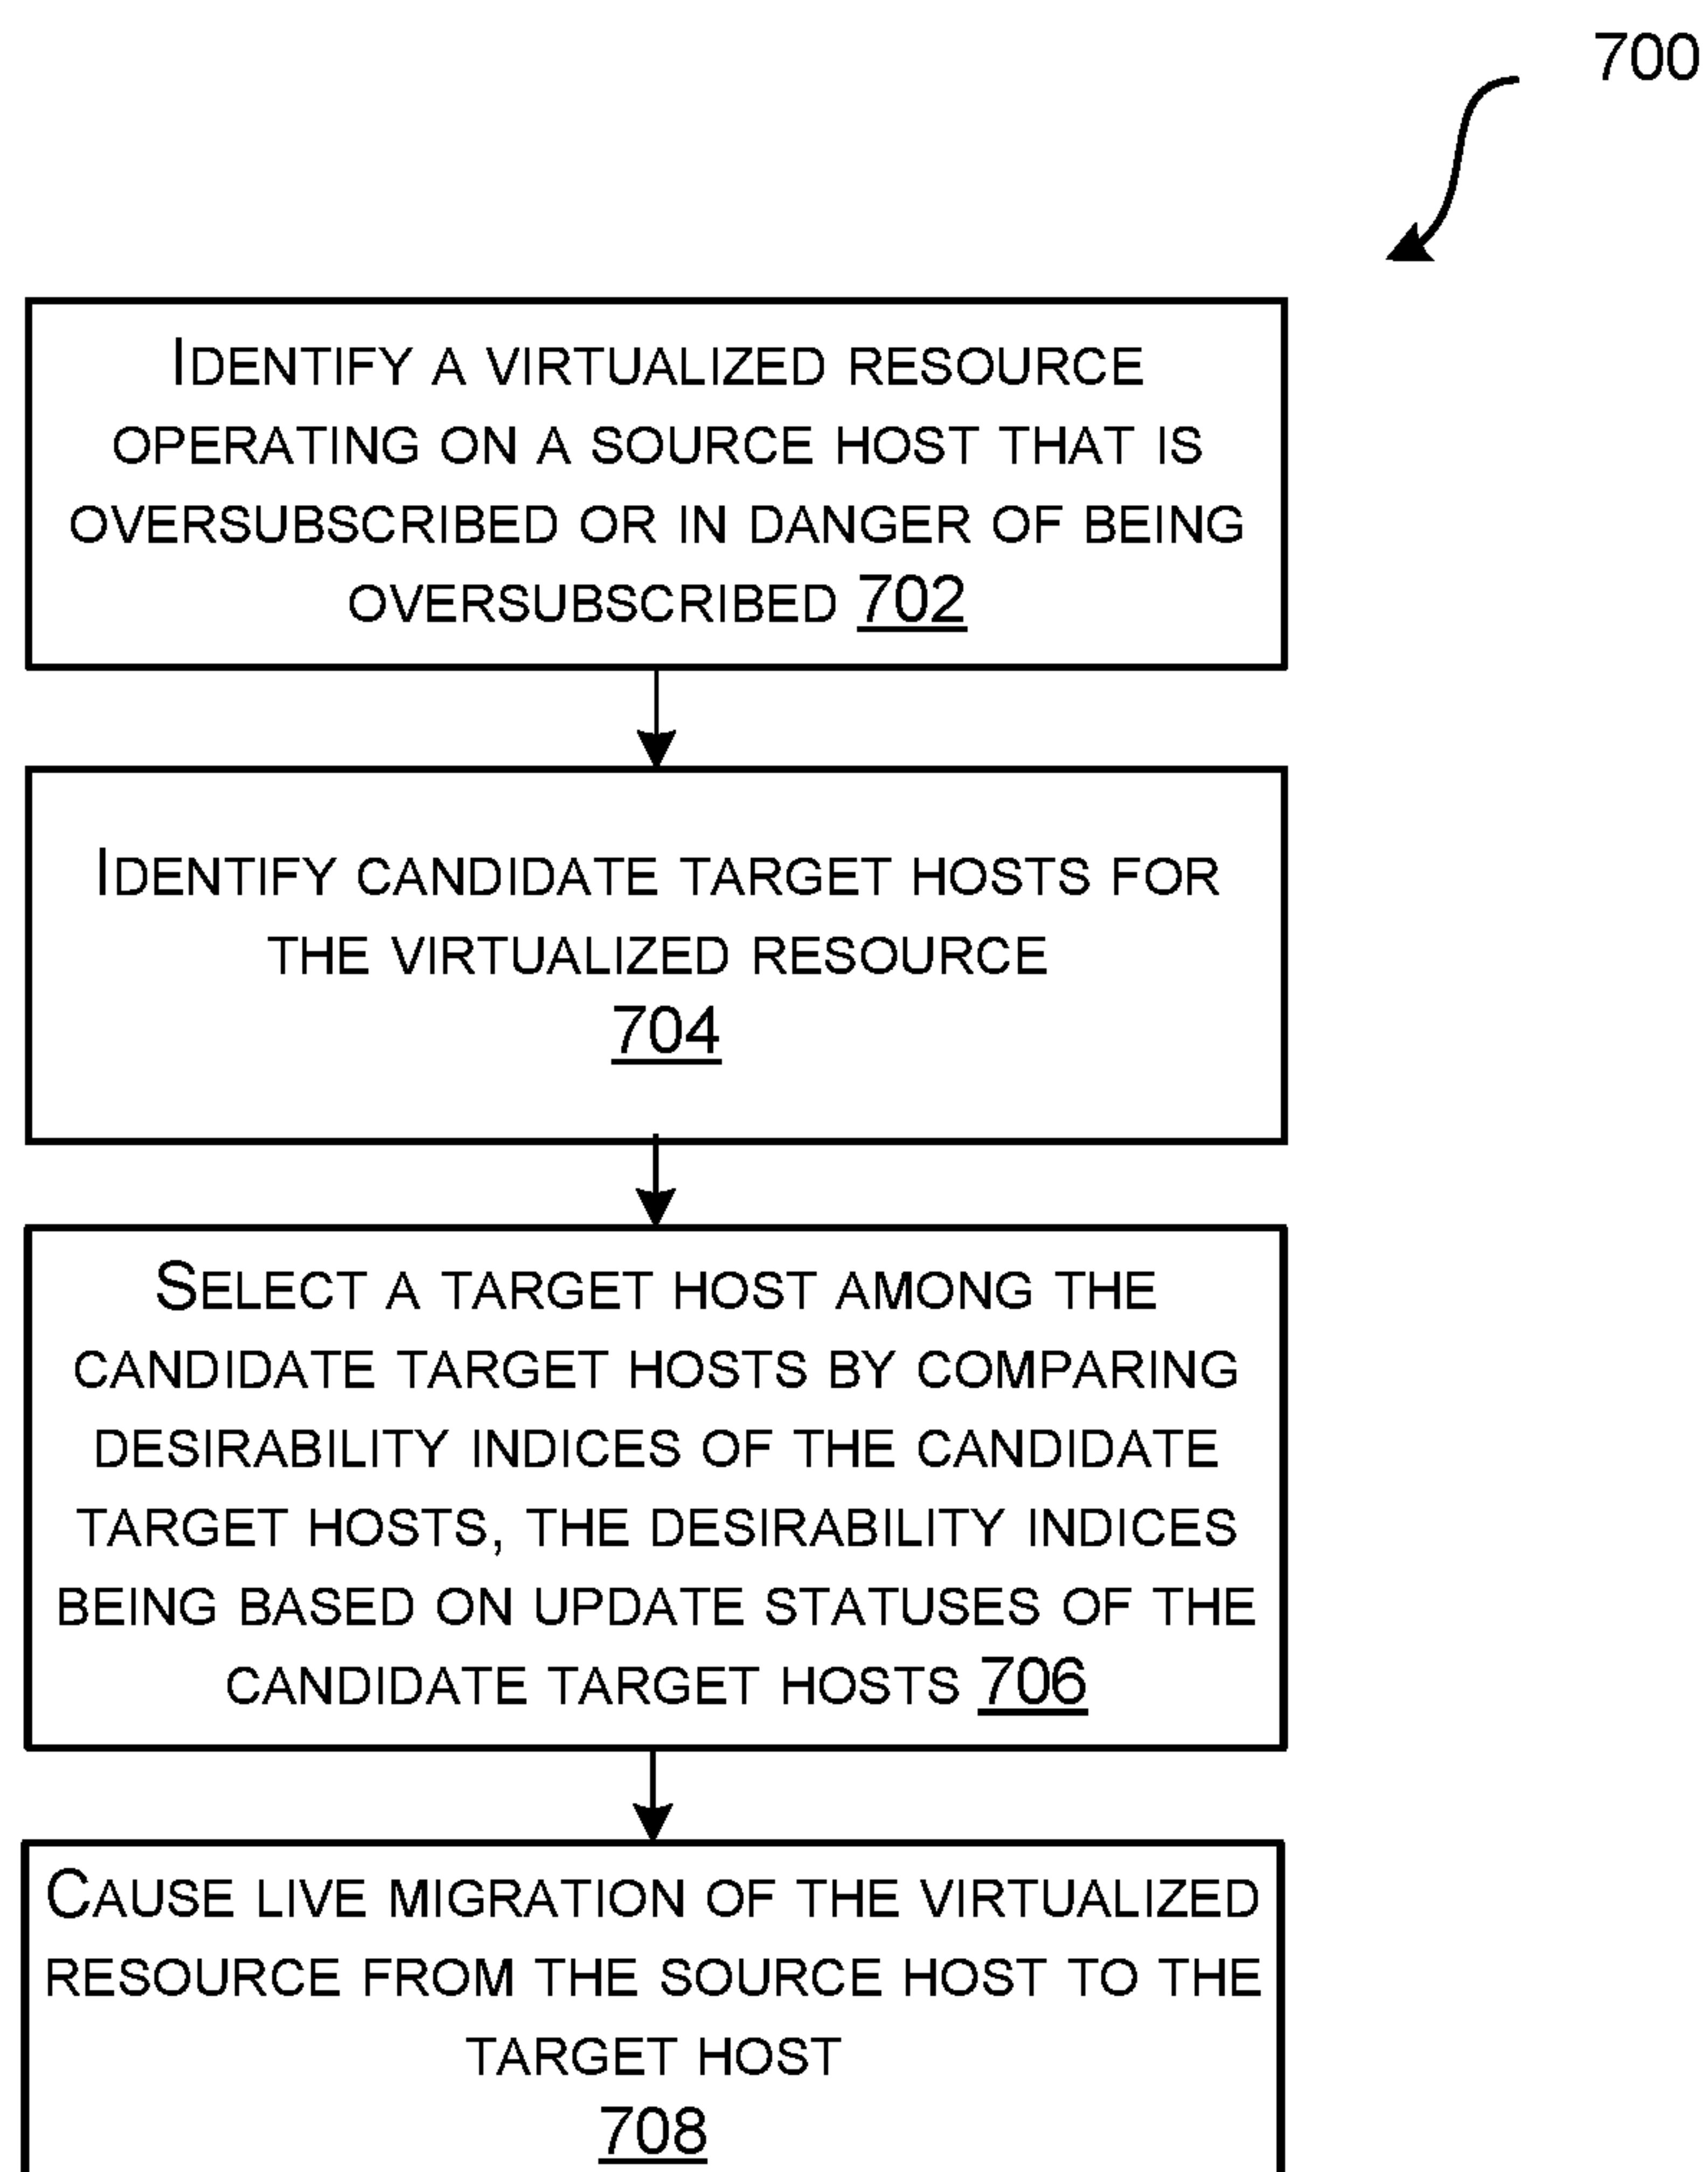 700
IDENTIFY A VIRTUALIZED RESOURCE
OPERATING ON A SOURCE HOST THAT IS
OVERSUBSCRIBED OR IN DANGER OF BEING
OVERSUBSCRIBED 702
IDENTIFY CANDIDATE TARGET HOSTS FOR
THE VIRTUALIZED RESOURCE
704
SELECT A TARGET HOST AMONG THE
CANDIDATE TARGET HOSTS BY COMPARING
DESIRABILITY INDICES OF THE CANDIDATE
TARGET HOSTS, THE DESIRABILITY INDICES
BEING BASED ON UPDATE STATUSES OF THE
CANDIDATE TARGET HOSTS 706
CAUSE LIVE MIGRATION OF THE VIRTUALIZED
RESOURCE FROM THE SOURCE HOST TO THE
TARGET HOST
708